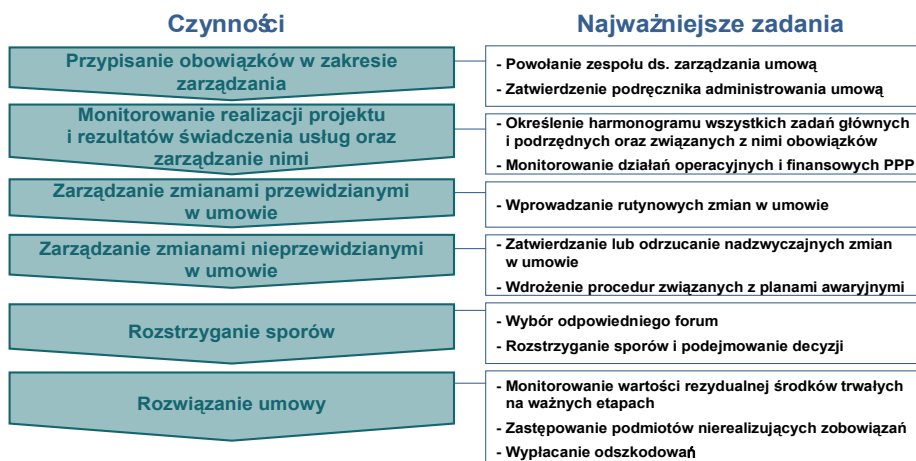 Czynności
Najważniejsze zadania
Przypisanie obowiązków w zakresie
zarządzania
- Powołanie zespołu ds. zarządzania umową
- Zatwierdzenie podręcznika administrowania umową
Monitorowanie realizacji projektu
i rezultatów świadczenia usług oraz
zarządzanie nimi
- Określenie harmonogramu wszystkich zadań głównych
i podrzędnych oraz związanych z nimi obowiązków
- Monitorowanie działań operacyjnych i finansowych PPP
Zarządzanie zmianami przewidzianymi
w umowie
- Wprowadzanie rutynowych zmian w umowie
Zarządzanie zmianami nieprzewidzianymi
w umowie
- Zatwierdzanie lub odrzucanie nadzwyczajnych zmian
w umowie
- Wdrożenie procedur związanych z planami awaryjnymi
Rozstrzyganie sporów
- Wybór odpowiedniego forum
- Rozstrzyganie sporów i podejmowanie decyzji
Rozwiązanie umowy
- Monitorowanie wartości rezydualnej środków trwałych
na ważnych etapach
- Zastępowanie podmiotów nierealizujących zobowiązań
- Wypłacanie odszkodowań